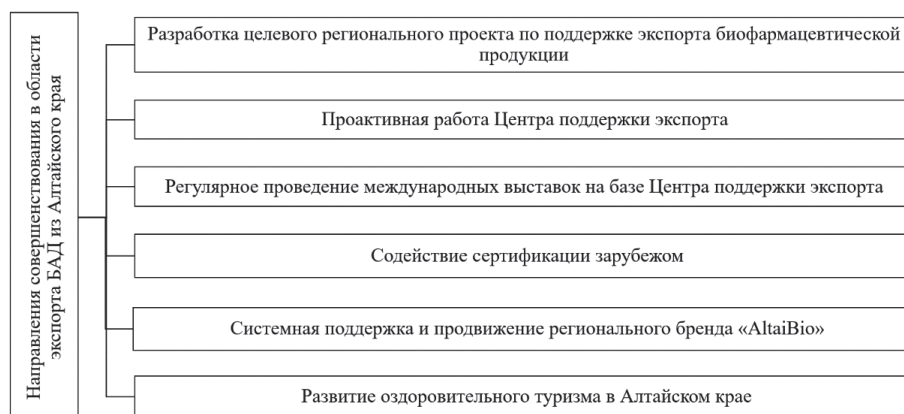 Направления совершенствования в области
экспорта БАД из Алтайского края
Разработка целевого регионального проекта по поддержке экспорта биофармацевтической
продукции
Проактивная работа Центра поддержки экспорта
Регулярное проведение международных выставок на базе Центра поддержки экспорта
Содействие сертификации зарубежом
Системная поддержка и продвижение регионального бренда «AltaiBio»
Развитие оздоровительного туризма в Алтайском крае